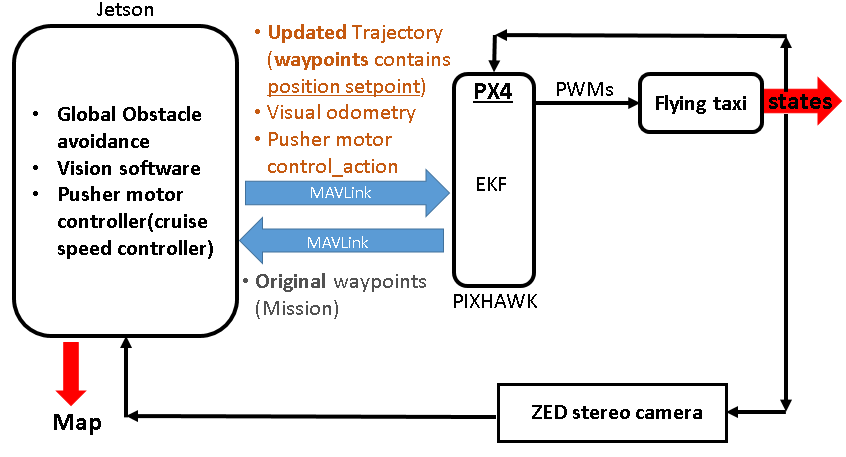 Jetson
• Global Obstacle
avoidance
• Vision software
• Pusher motor
controller(cruise
speed controller)
• Updated Trajectory
(waypoints contains
position setpoint)
• Visual odometry
• Pusher motor
control_action
MAVLink
MAVLink
• Original waypoints
(Mission)
PX4
EKF
PIXHAWK
PWMs
Flying taxi
states
ZED stereo camera
Map